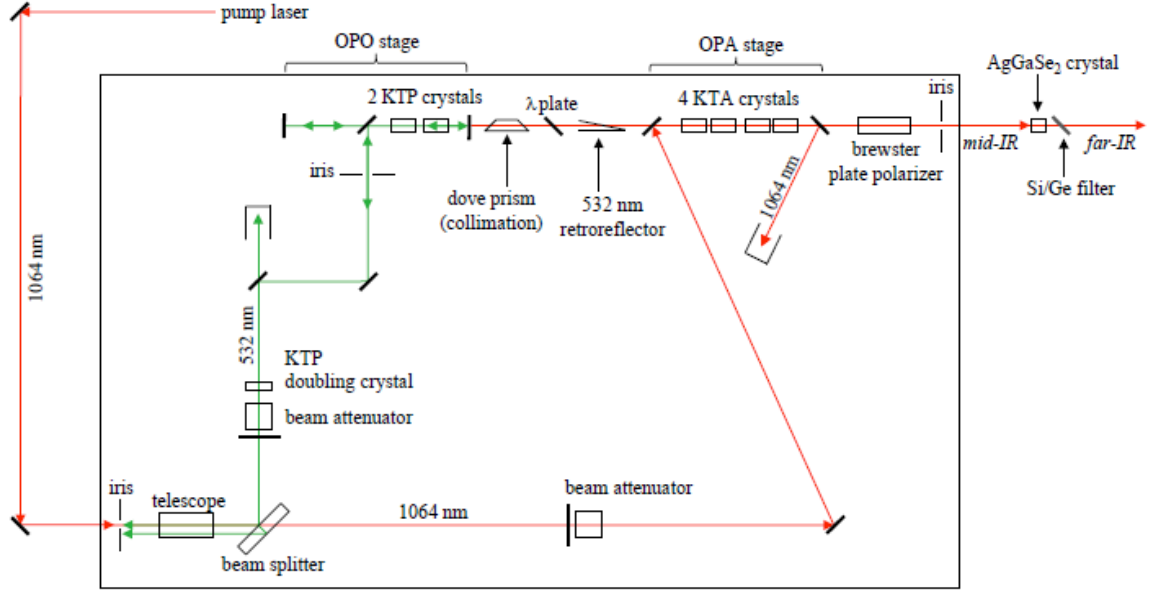 pump laser
OPO stage
OPA stage
AgGaSe2 crystal
2 KTP crystals
λ plate
4 KTA crystals
iris
mid-IR
far-IR
iris
brewster
plate polarizer
Si/Ge filter
dove prism
(collimation)
532 nm
retroreflector
1064 nm
1064 nm
532 nm
KTP
doubling crystal
beam attenuator
iris
telescope
1064 nm
beam attenuator
beam splitter